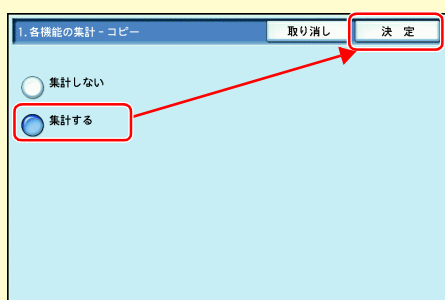 1.各機能の集計 - コピー 取り消し 決 定
集計しない
集計する